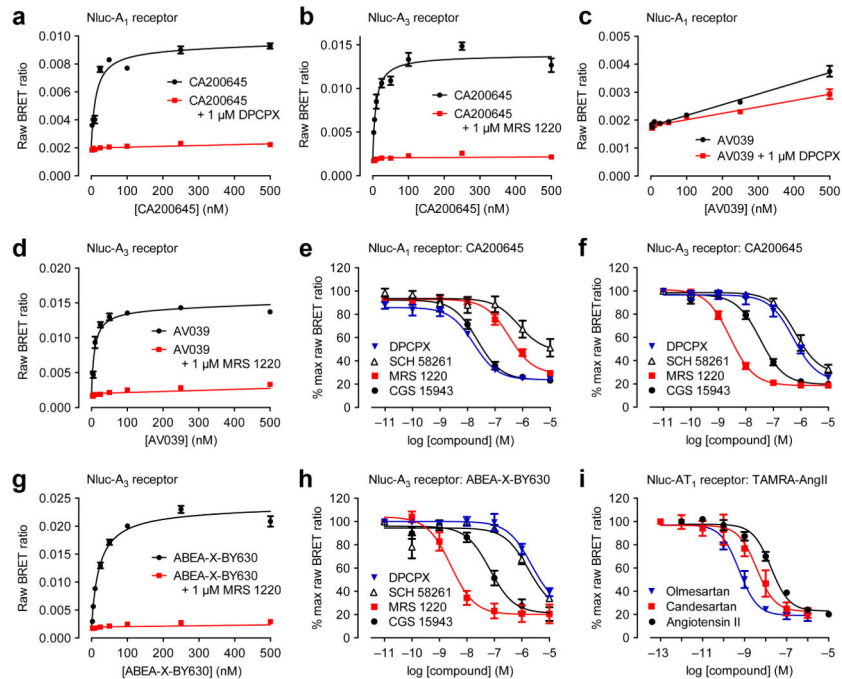 a
Nluc-A1 receptor
Raw BRET ratio
0.010
0.008
0.006
0.004
0.002
0.000
CA200645
CA200645
+ 1 µM DPCPX
0 100 200 300 400 500
[CA200645] (nM)
b
Nluc-A3 receptor
Raw BRET ratio
0.015
0.010
0.005
0.000
CA200645
CA200645
+ 1 µM MRS 1220
0 100 200 300 400 500
[CA200645] (nM)
c
Nluc-A1 receptor
Raw BRET ratio
0.005
0.004
0.003
0.002
0.001
0.000
AV039
AV039 + 1 µM DPCPX
0 100 200 300 400 500
[AV039] (nM)
d
Nluc-A3 receptor
Raw BRET ratio
0.020
0.015
0.010
0.005
0.000
AV039
AV039
+ 1 µM MRS 1220
0 100 200 300 400 500
[AV039] (nM)
e
Nluc-A1 receptor: CA200645
% max raw BRET ratio
120
100
80
60
40
20
0
DPCPX
SCH 58261
MRS 1220
CGS 15943
−11 −10 −9 −8 −7 −6 −5
log [compound] (M)
f
Nluc-A3 receptor: CA200645
% max raw BRETratio
120
100
80
60
40
20
0
DPCPX
SCH 58261
MRS 1220
CGS 15943
−11 −10 −9 −8 −7 −6 −5
log [compound] (M)
g
Nluc-A3 receptor
Raw BRET ratio
0.025
0.020
0.015
0.010
0.005
0.000
ABEA-X-BY630
ABEA-X-BY630
+ 1 µM MRS 1220
0 100 200 300 400 500
[ABEA-X-BY630] (nM)
h
Nluc-A3 receptor: ABEA-X-BY630
% max raw BRET ratio
120
100
80
60
40
20
0
DPCPX
SCH 58261
MRS 1220
CGS 15943
−11 −10 −9 −8 −7 −6 −5
log [compound] (M)
i
Nluc-AT1 receptor: TAMRA-AngII
% max raw BRET ratio
120
100
80
60
40
20
0
Olmesartan
Candesartan
Angiotensin II
−13 −11 −9 −7 −5
log [compound] (M)